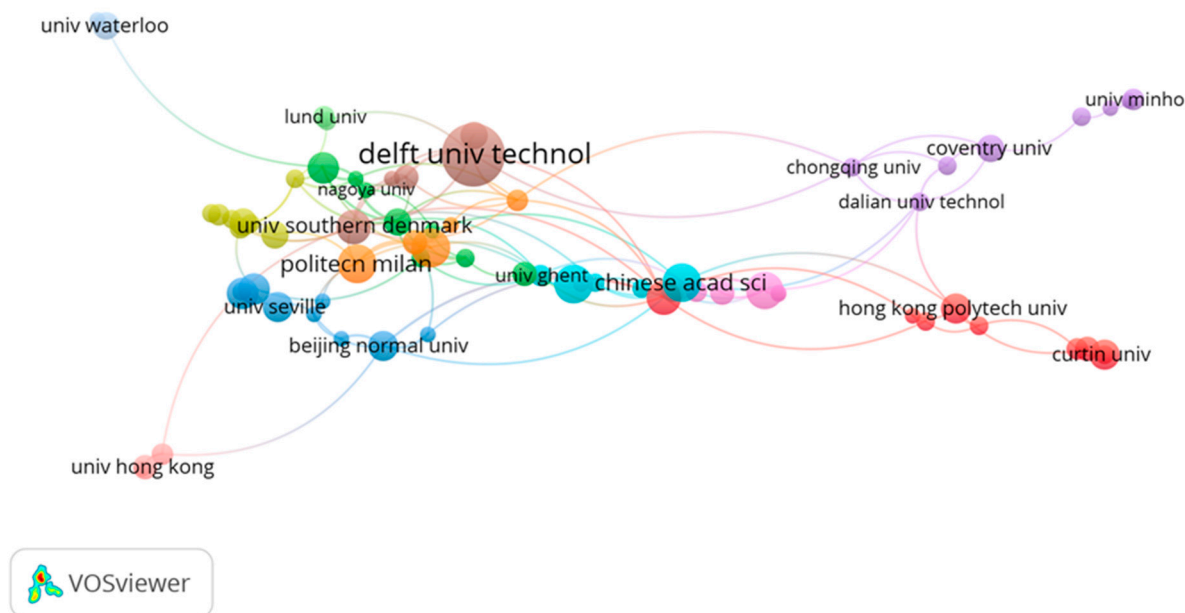 univ waterloo
univ minho
lund univ
coventry univ
delft univ technol
chongqing univ
nagoya univ
dalian univ technol
univ southern denmark
politecn milan
univ ghent
chinese acad sci
univ seville
hong kong polytech univ
beijing normal univ
curtin univ
univ hong kong
VOSviewer